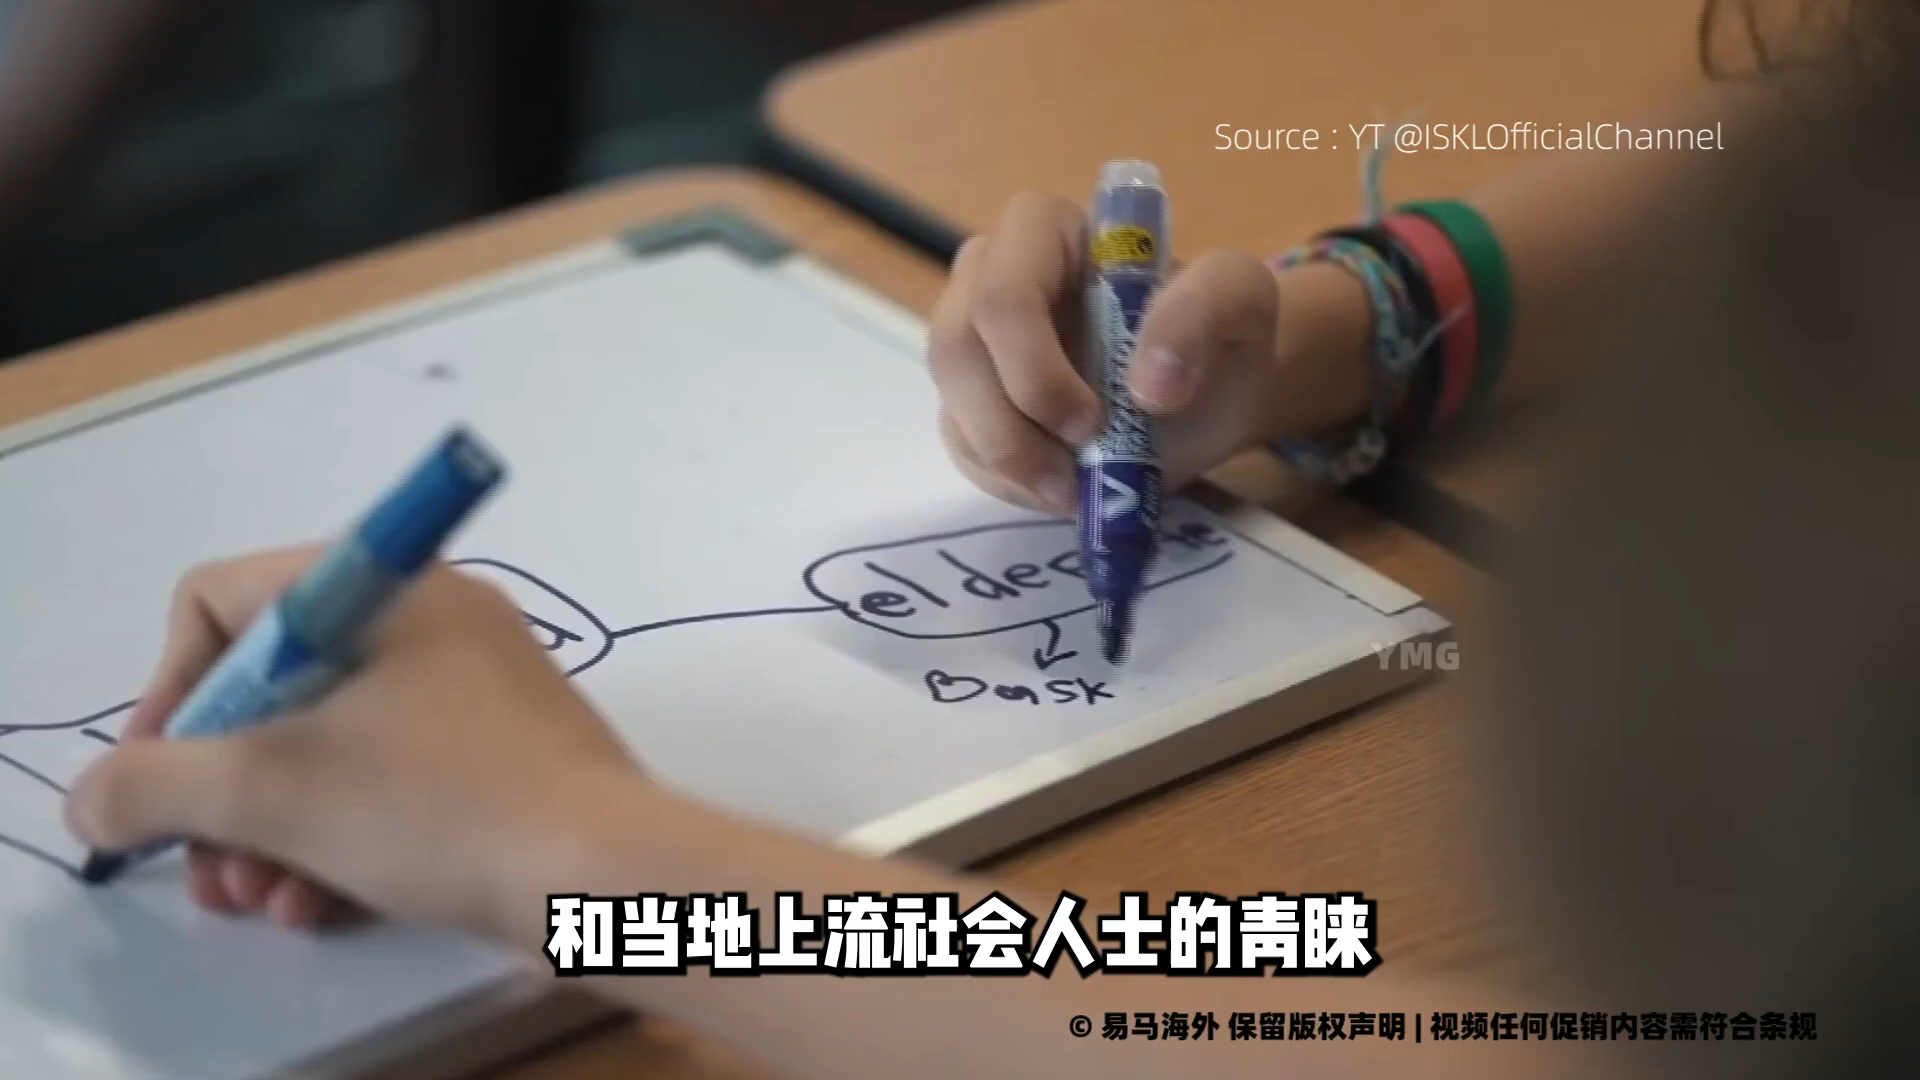 Source : YT @ISKLOfficialChannel
el
Bask
YMG
和当地上流社会人士的青睐
© 易马海外 保留版权声明 | 视频任何促销内容需符合条规